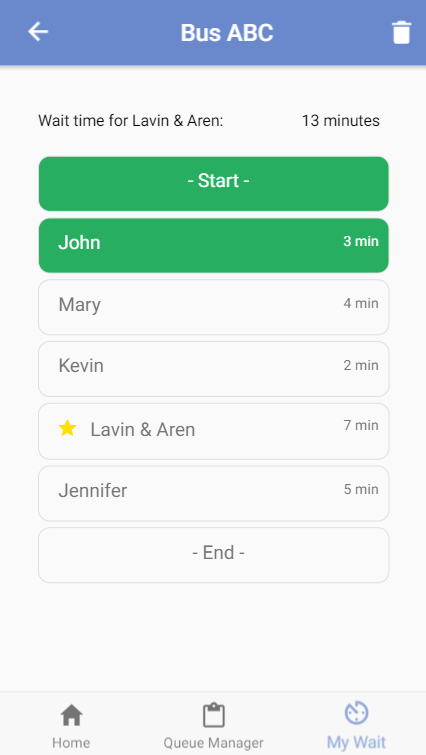 Bus ABC
Wait time for Lavin & Aren: 13 minutes
- Start -
John 3 min
Mary 4 min
Kevin 2 min
Lavin & Aren 7 min
Jennifer 5 min
- End -
Home Queue Manager My Wait